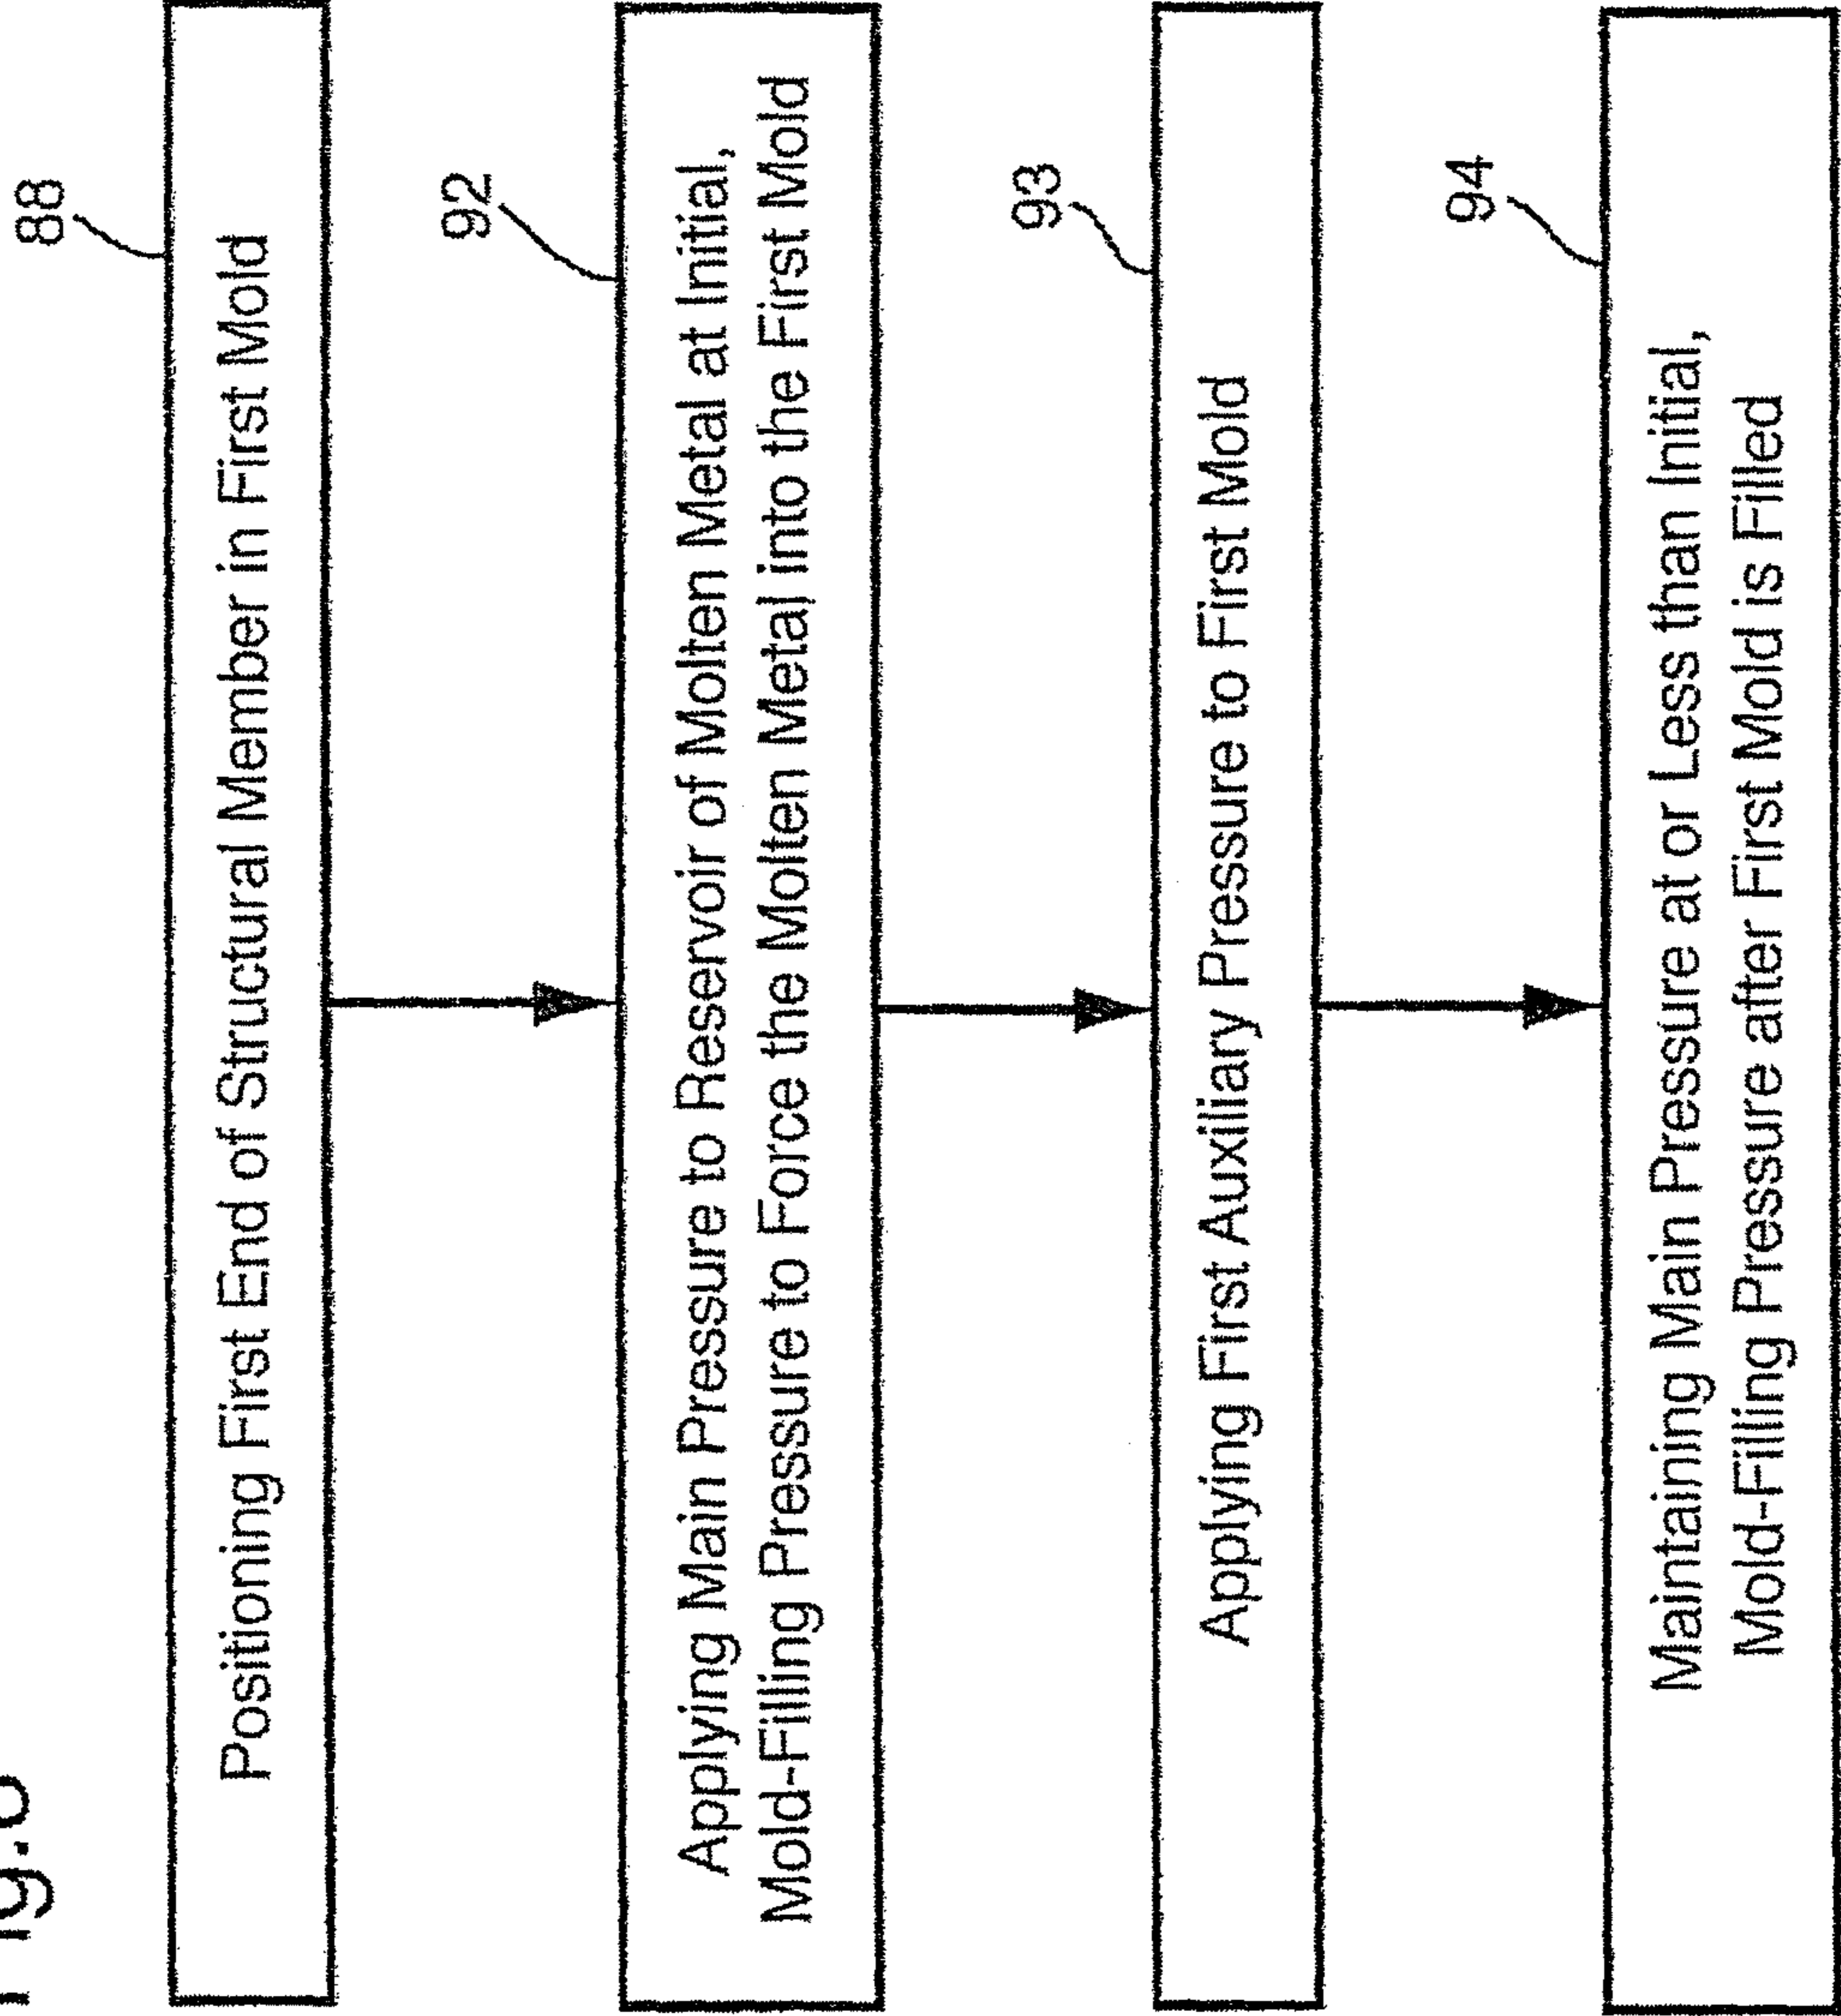 88
Positioning First End of Structural Member in First Mold
92
Applying Main Pressure to Reservoir of Molten Metal at Initial,
Mold-Filling Pressure to Force the Molten Metal into the First Mold
93
Applying First Auxiliary Pressure to First Mold
94
Maintaining Main Pressure at or Less than Initial,
Mold-Filling Pressure after First Mold is Filled